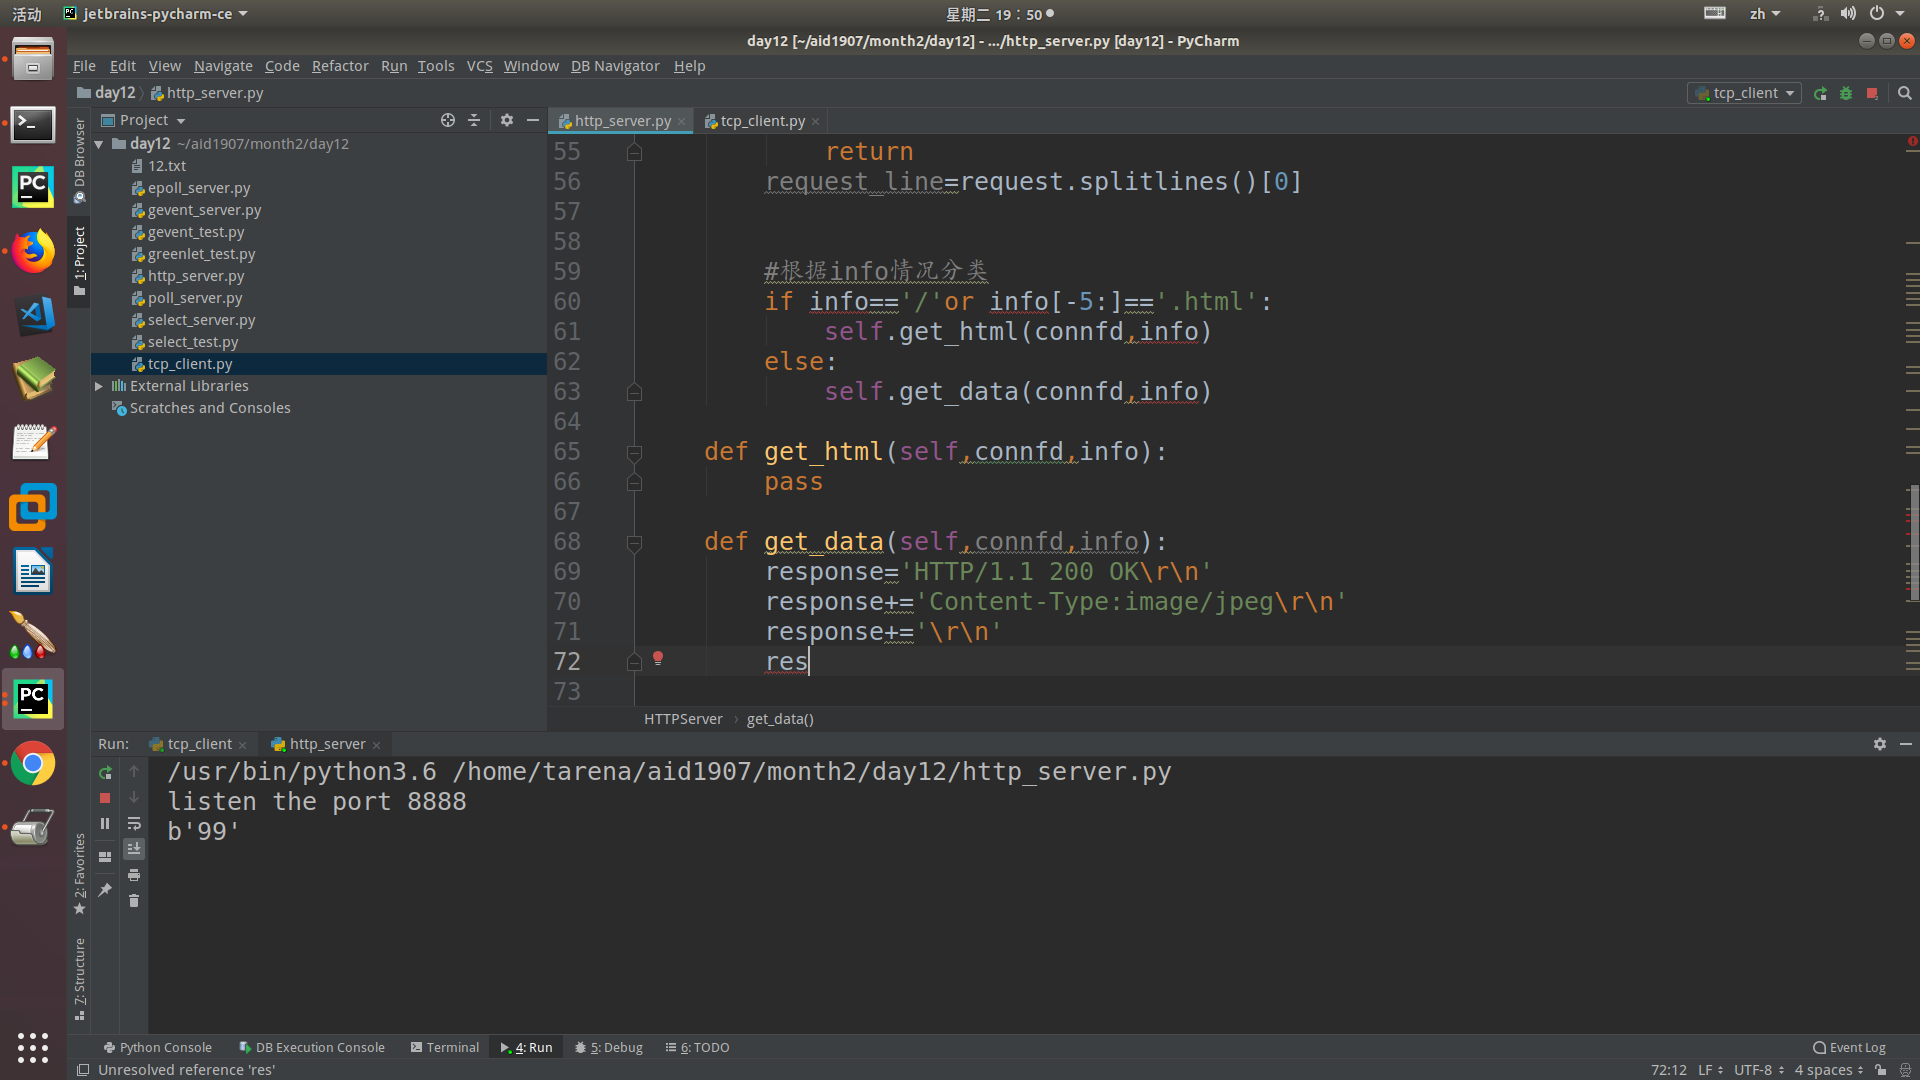 活动
jetbrains-pycharm-ce
星期二 19：50
zh
day12 [~/aid1907/month2/day12] - .../http_server.py [day12] - PyCharm
File Edit View Navigate Code Refactor Run Tools VCS Window DB Navigator Help
day12 http_server.py
tcp_client
Project
http_server.py
tcp_client.py
DB Browser
1: Project
2: Favorites
7: Structure
day12 ~/aid1907/month2/day12
12.txt
epoll_server.py
gevent_server.py
gevent_test.py
greenlet_test.py
http_server.py
poll_server.py
select_server.py
select_test.py
tcp_client.py
External Libraries
Scratches and Consoles
55 return
56 request_line=request.splitlines()[0]
57
58
59 #根据info情况分类
60 if info=='/'or info[-5:]=='.html':
61 self.get_html(connfd,info)
62 else:
63 self.get_data(connfd,info)
64
65 def get_html(self,connfd,info):
66 pass
67
68 def get_data(self,connfd,info):
69 response='HTTP/1.1 200 OK\r\n'
70 response+='Content-Type:image/jpeg\r\n'
71 response+='\r\n'
72 res
73
HTTPServer › get_data()
Run: tcp_client http_server
/usr/bin/python3.6 /home/tarena/aid1907/month2/day12/http_server.py
listen the port 8888
b'99'
Python Console DB Execution Console Terminal 4: Run 5: Debug 6: TODO Event Log
Unresolved reference 'res' 72:12 LF UTF-8 4 spaces